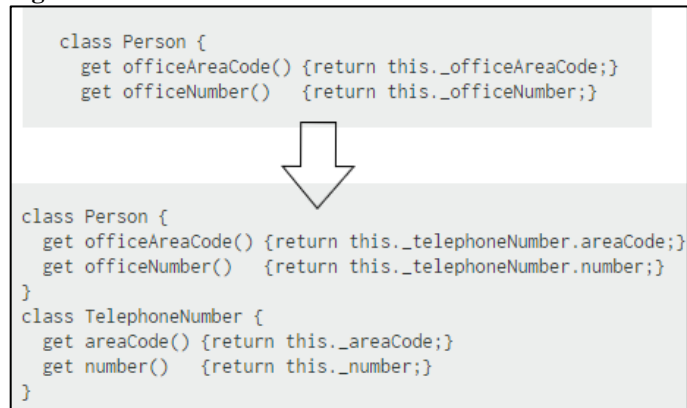 class Person {
get officeAreaCode() {return this._officeAreaCode;}
get officeNumber()   {return this._officeNumber;}
class Person {
get officeAreaCode() {return this._telephoneNumber.areaCode;}
get officeNumber()   {return this._telephoneNumber.number;}
}
class TelephoneNumber {
get areaCode() {return this._areaCode;}
get number()   {return this._number;}
}